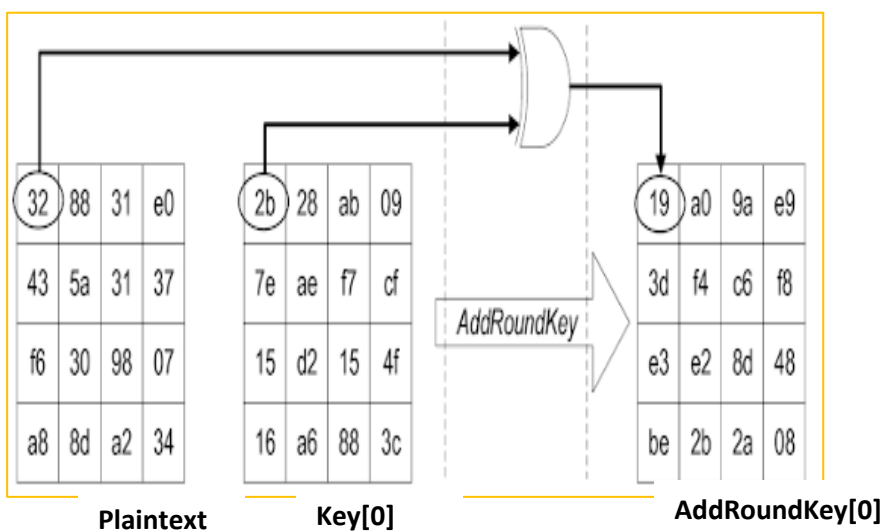 32 88 31 e0 2b 28 ab 09 19 a0 9a e9
43 5a 31 37 7e ae f7 cf 3d f4 c6 f8
AddRoundKey
f6 30 98 07 15 d2 15 4f e3 e2 8d 48
a8 8d a2 34 16 a6 88 3c be 2b 2a 08
Plaintext Key[0] AddRoundKey[0]